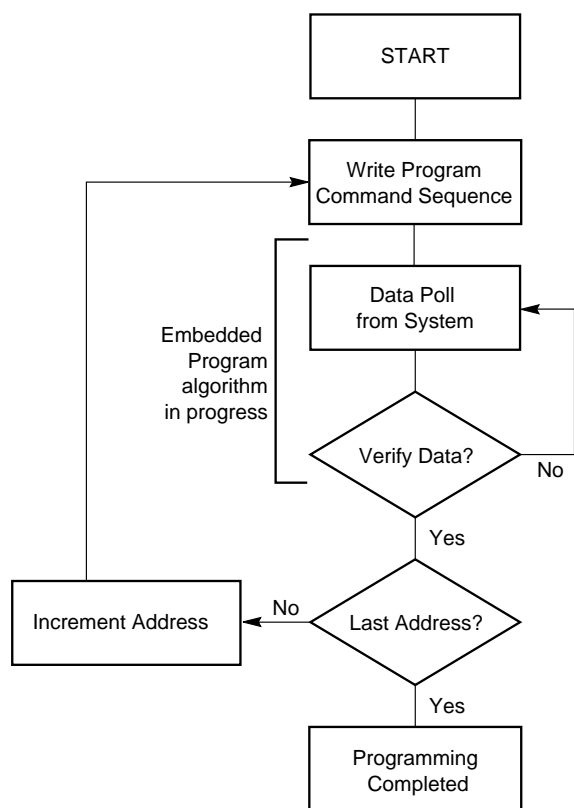 START
Write Program
Command Sequence
Data Poll
from System
Embedded
Program
algorithm
in progress
Verify Data?
No
Yes
Last Address?
No
Increment Address
Yes
Programming
Completed